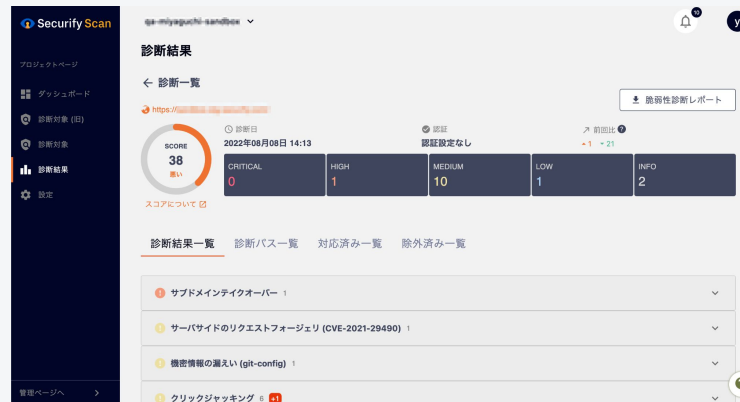 Securify Scan
10
y
プロジェクトページ
ダッシュボード
診断対象 (旧)
診断対象
診断結果
設定
管理ページへ
診断結果
← 診断一覧
脆弱性診断レポート
https://
SCORE
38
悪い
スコアについて
診断日
2022年08月08日 14:13
認証
認証設定なし
前回比
1 21
CRITICAL
0
HIGH
1
MEDIUM
10
LOW
1
INFO
2
診断結果一覧 診断パス一覧 対応済み一覧 除外済み一覧
サブドメインテイクオーバー 1
サーバサイドのリクエストフォージェリ (CVE-2021-29490) 1
機密情報の漏えい (git-config) 1
クリックジャッキング 6 +1